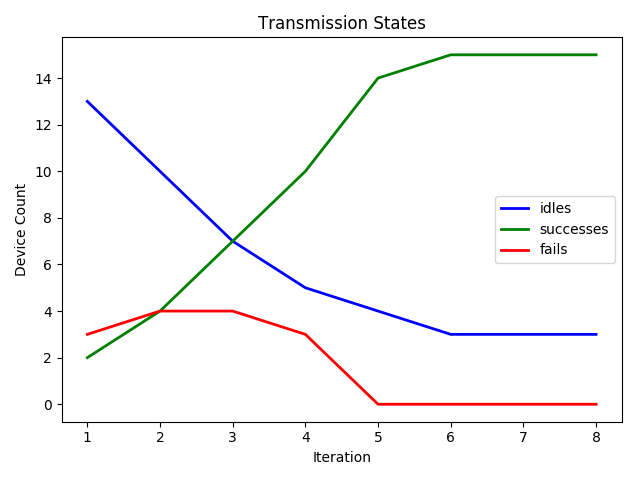 Transmission States
14
12
10
8
6
4
2
0
Device Count
idles
successes
fails
1 2 3 4 5 6 7 8
Iteration